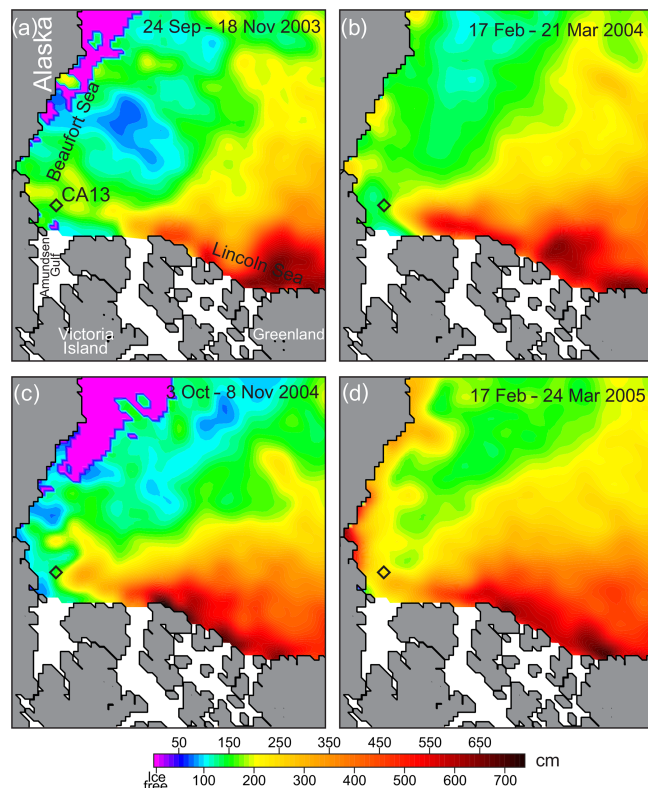 (a)
24 Sep - 18 Nov 2003
Alaska
Beaufort Sea
CA13
Lincoln Sea
Amundsen
Gulf
Victoria
Island
Greenland
(b)
17 Feb - 21 Mar 2004
(c)
3 Oct - 8 Nov 2004
(d)
17 Feb - 24 Mar 2005
50 150 250 350 450 550 650
cm
Ice
free
100 200 300 400 500 600 700